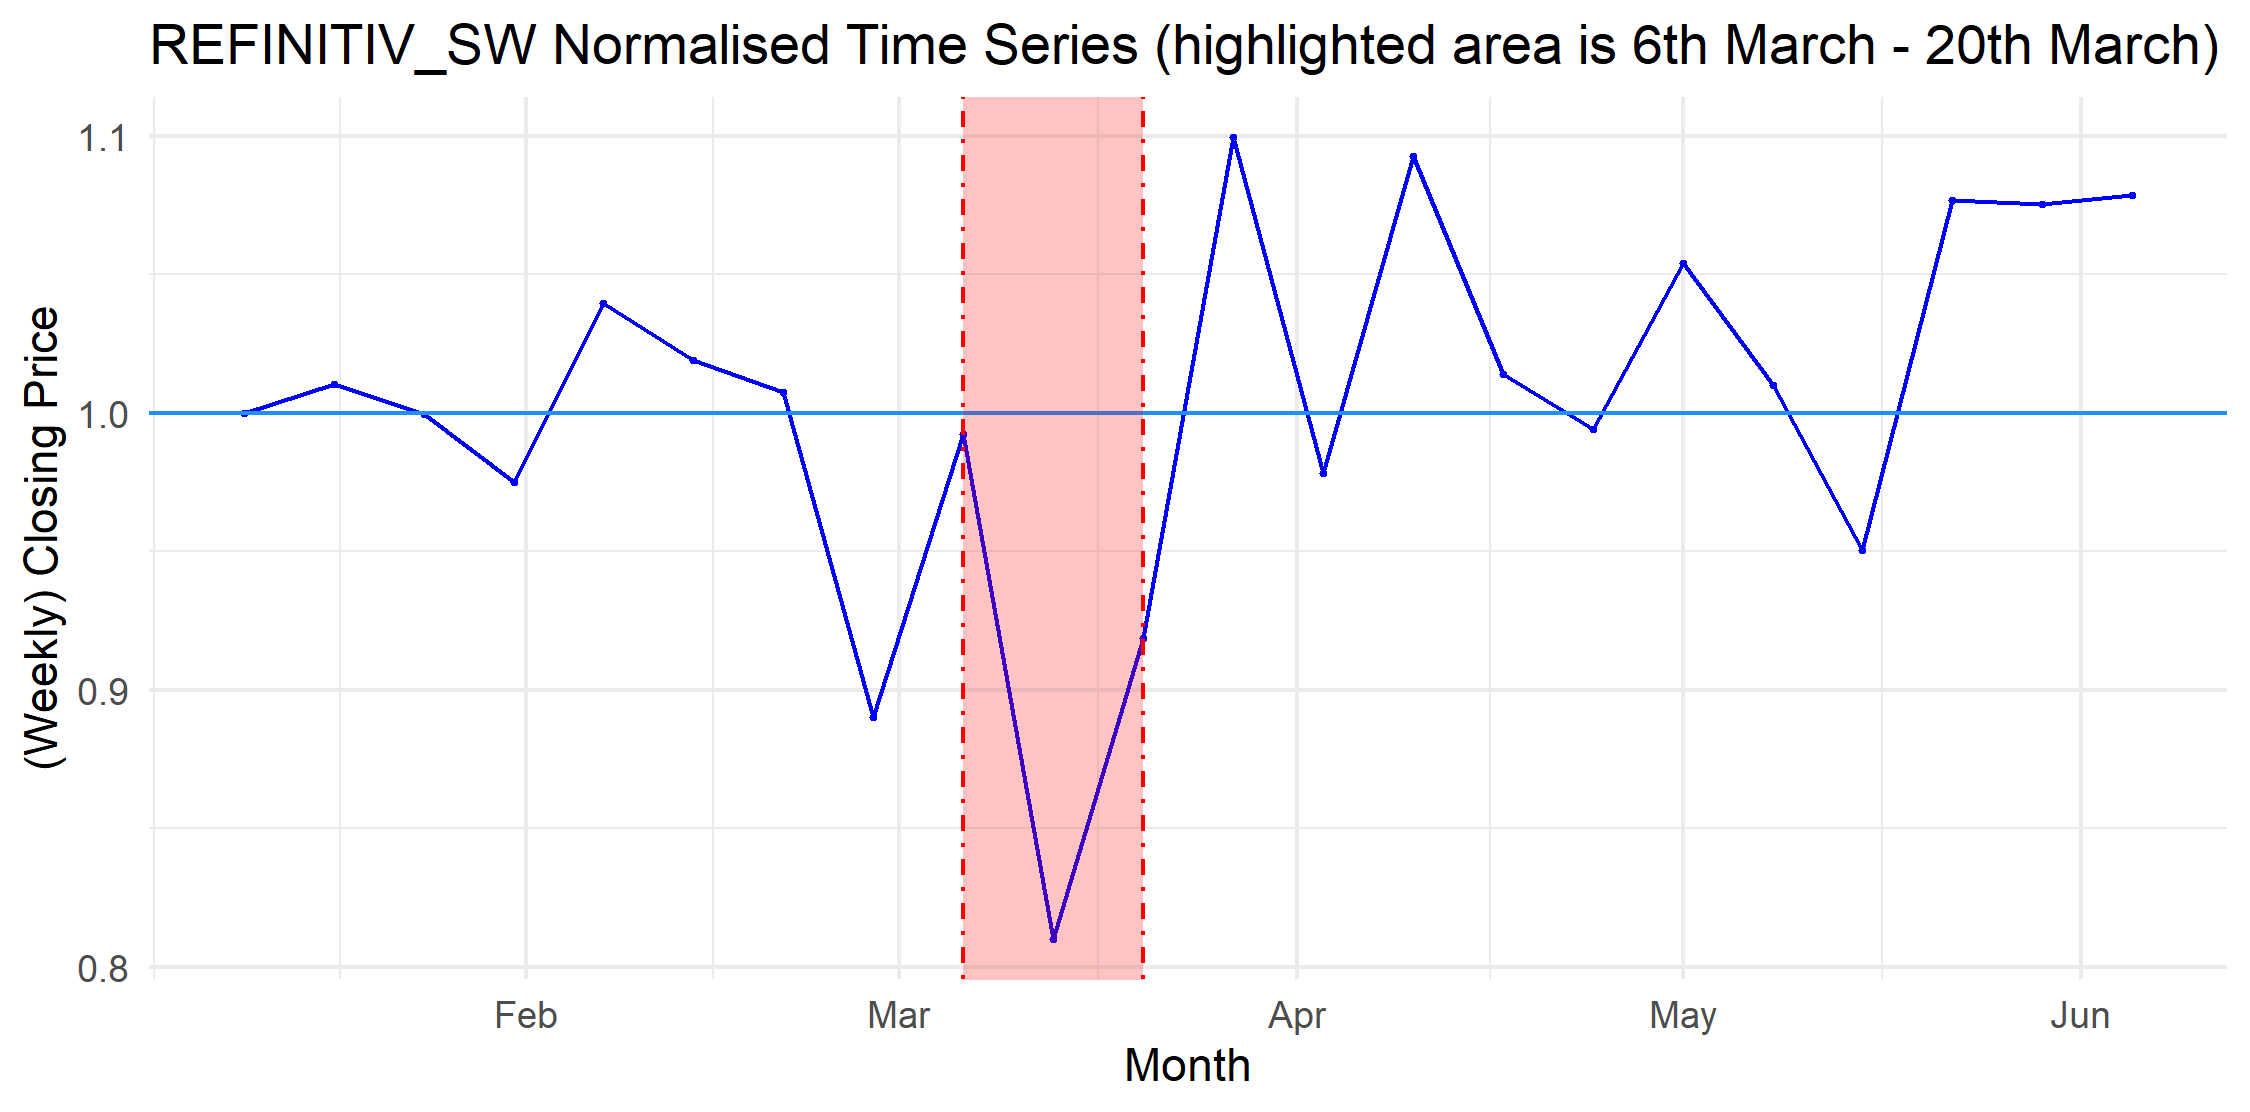 REFINITIV_SW Normalised Time Series (highlighted area is 6th March - 20th March)
(Weekly) Closing Price
1.1
1.0
0.9
0.8
Feb Mar Apr May Jun
Month